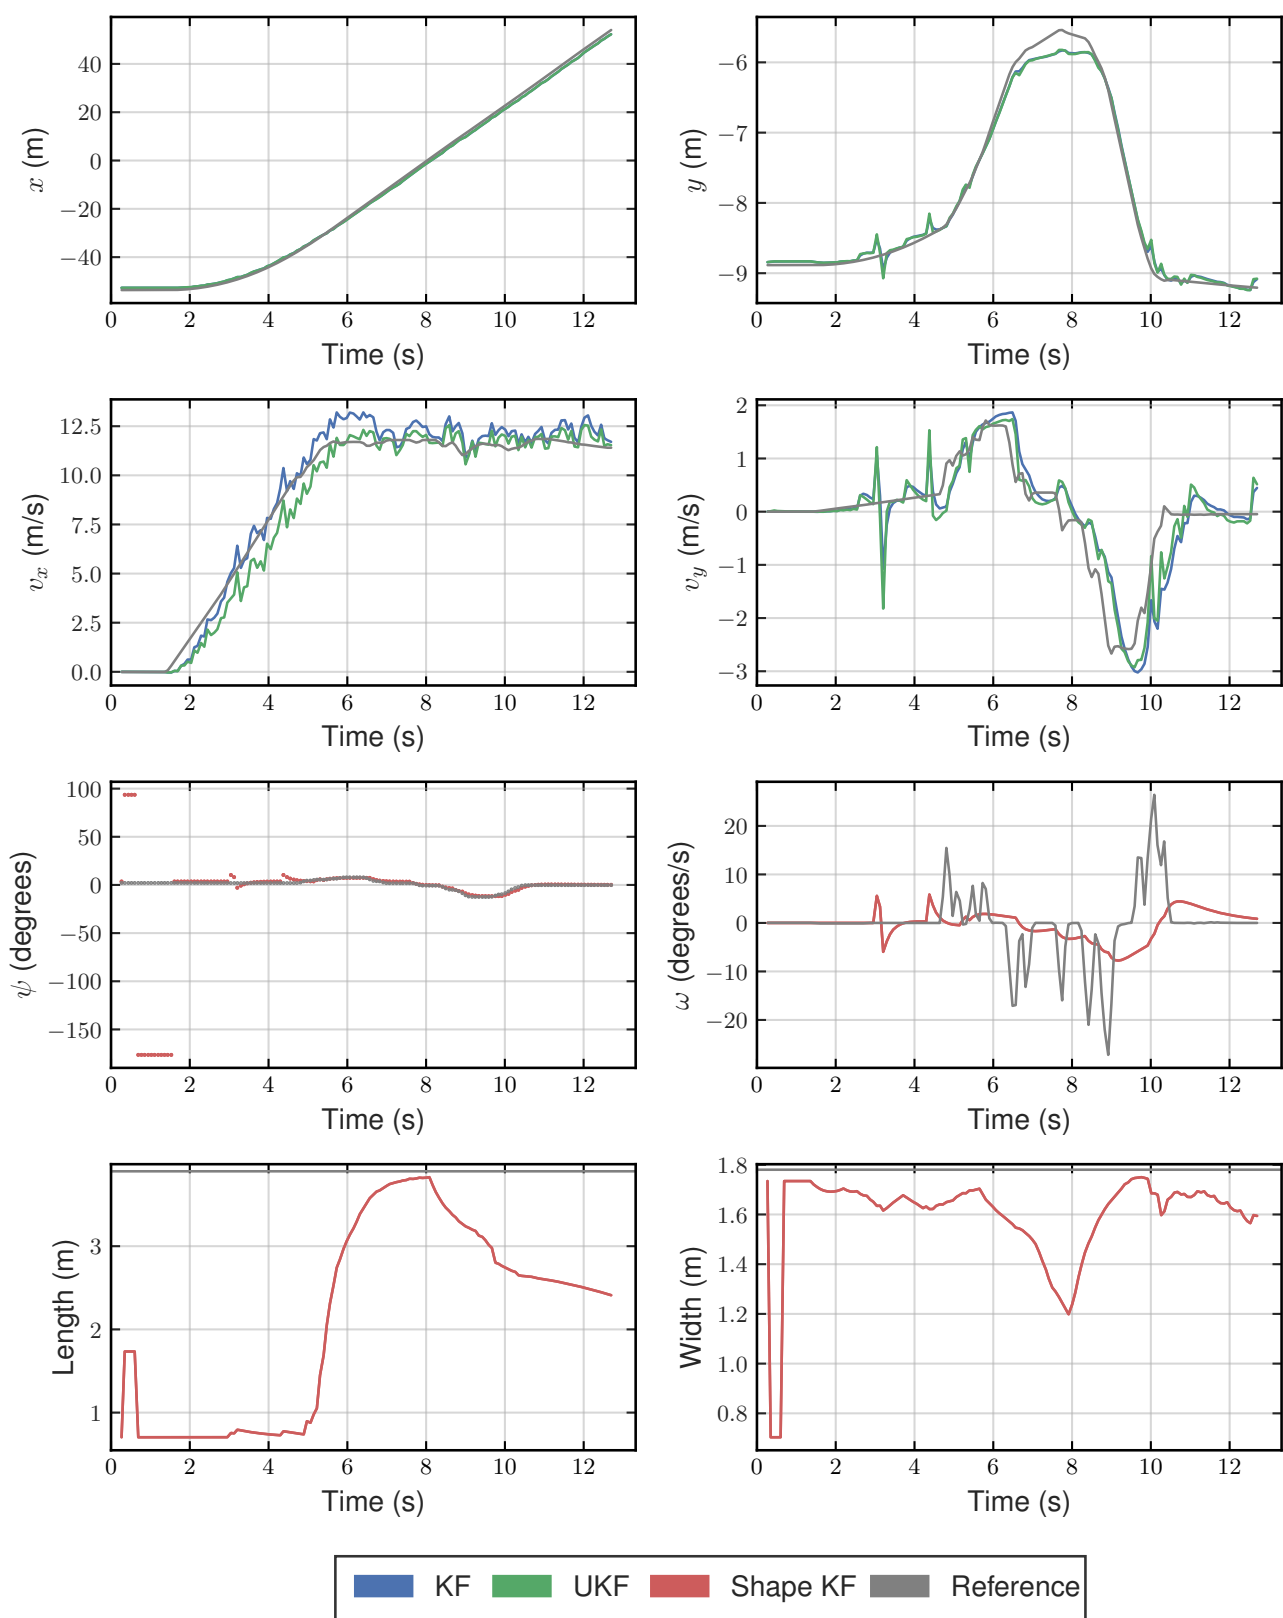 40
20
0
−20
−40
x (m)
0 2 4 6 8 10 12
Time (s)
−6
−7
−8
−9
y (m)
0 2 4 6 8 10 12
Time (s)
12.5
10.0
7.5
5.0
2.5
0.0
v_x (m/s)
0 2 4 6 8 10 12
Time (s)
2
1
0
−1
−2
−3
v_y (m/s)
0 2 4 6 8 10 12
Time (s)
100
50
0
−50
−100
−150
ψ (degrees)
0 2 4 6 8 10 12
Time (s)
20
10
0
−10
−20
ω (degrees/s)
0 2 4 6 8 10 12
Time (s)
3
2
1
Length (m)
0 2 4 6 8 10 12
Time (s)
1.8
1.6
1.4
1.2
1.0
0.8
Width (m)
0 2 4 6 8 10 12
Time (s)
KF UKF Shape KF Reference